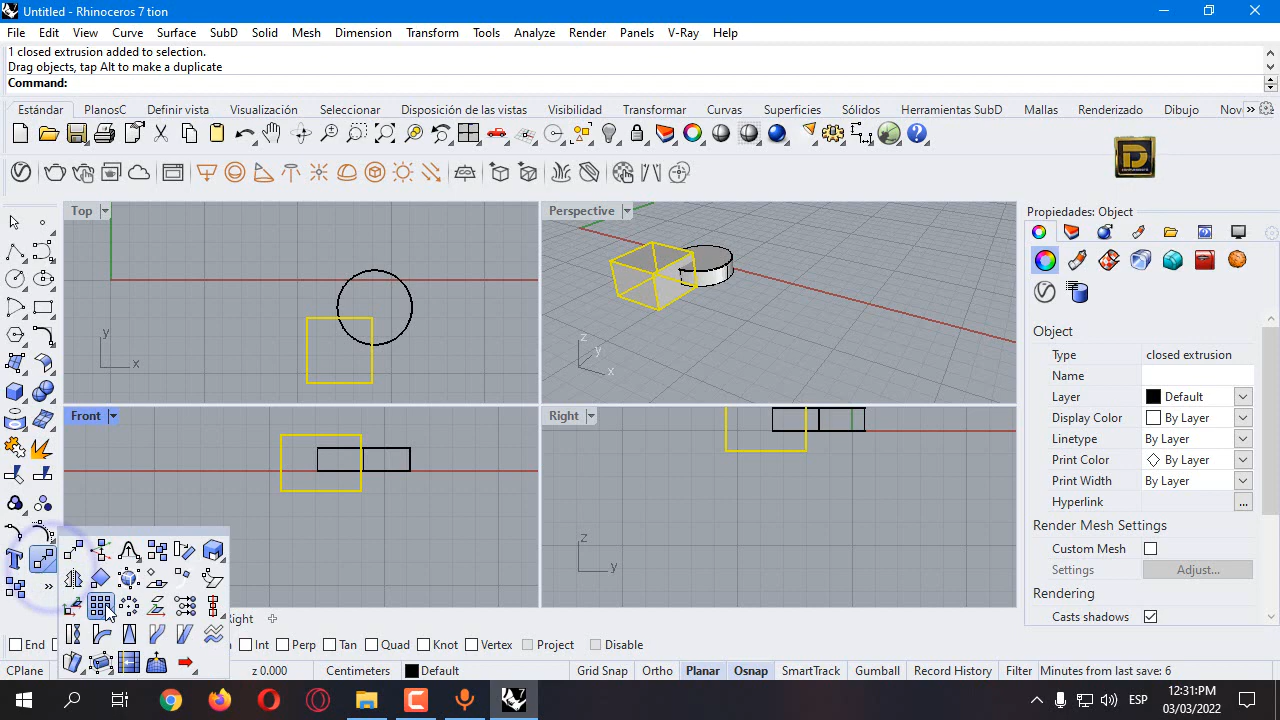 Untitled - Rhinoceros 7 tion
File Edit View Curve Surface SubD Solid Mesh Dimension Transform Tools Analyze Render Panels V-Ray Help
1 closed extrusion added to selection.
Drag objects, tap Alt to make a duplicate
Command:
Estándar PlanosC Definir vista Visualización Seleccionar Disposición de las vistas Visibilidad Transformar Curvas Superficies Sólidos Herramientas SubD Mallas Renderizado Dibujo Nov »
D
Top
Perspective
Propiedades: Object
y
x
z
y
x
Object
Type closed extrusion
Name
Layer Default
Front
Right
Display Color By Layer
Linetype By Layer
Print Color By Layer
Print Width By Layer
Hyperlink ...
Render Mesh Settings
Custom Mesh
Settings Adjust...
z
y
Rendering
Casts shadows
Right
End Int Perp Tan Quad Knot Vertex Project Disable
CPlane z 0.000 Centimeters Default Grid Snap Ortho Planar Osnap SmartTrack Gumball Record History Filter Minutes from last save: 6
ESP
12:31:PM
03/03/2022